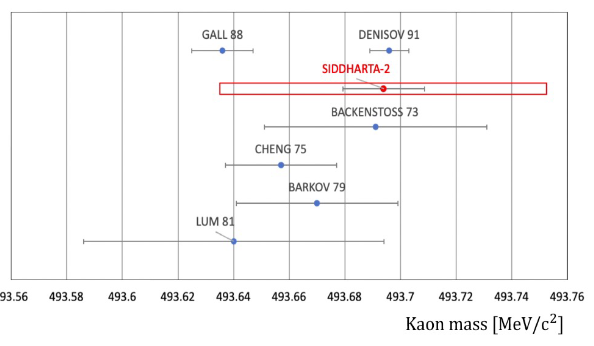 GALL 88
DENISOV 91
SIDDHARTA-2
BACKENSTOSS 73
CHENG 75
BARKOV 79
LUM 81
93.56 493.58 493.6 493.62 493.64 493.66 493.68 493.7 493.72 493.74 493.76
Kaon mass [MeV/c²]